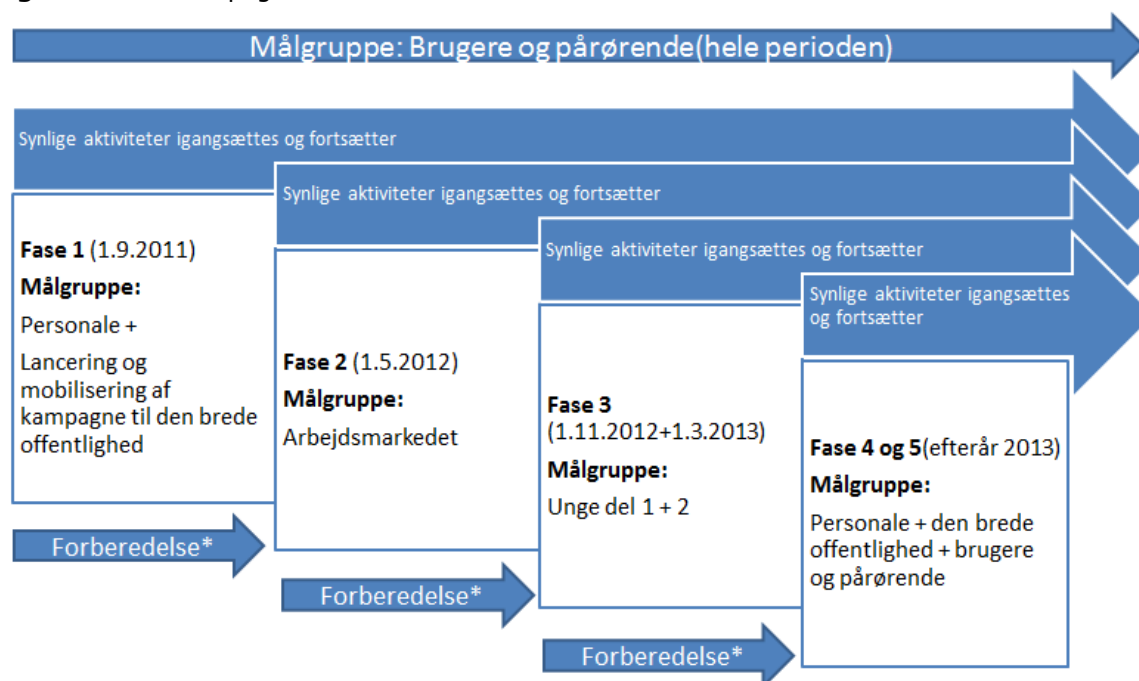 Målgruppe: Brugere og pårørende(hele perioden)
Synlige aktiviteter igangsættes og fortsætter
Fase 1 (1.9.2011)
Målgruppe:
Personale +
Lancering og
mobilisering af
kampagne til den brede
offentlighed
Forberedelse*
Synlige aktiviteter igangsættes og fortsætter
Fase 2 (1.5.2012)
Målgruppe:
Arbejdsmarkedet
Forberedelse*
Synlige aktiviteter igangsættes og fortsætter
Fase 3
(1.11.2012+1.3.2013)
Målgruppe:
Unge del 1 + 2
Forberedelse*
Synlige aktiviteter igangsættes
og fortsætter
Fase 4 og 5(efterår 2013)
Målgruppe:
Personale + den brede
offentlighed + brugere
og pårørende